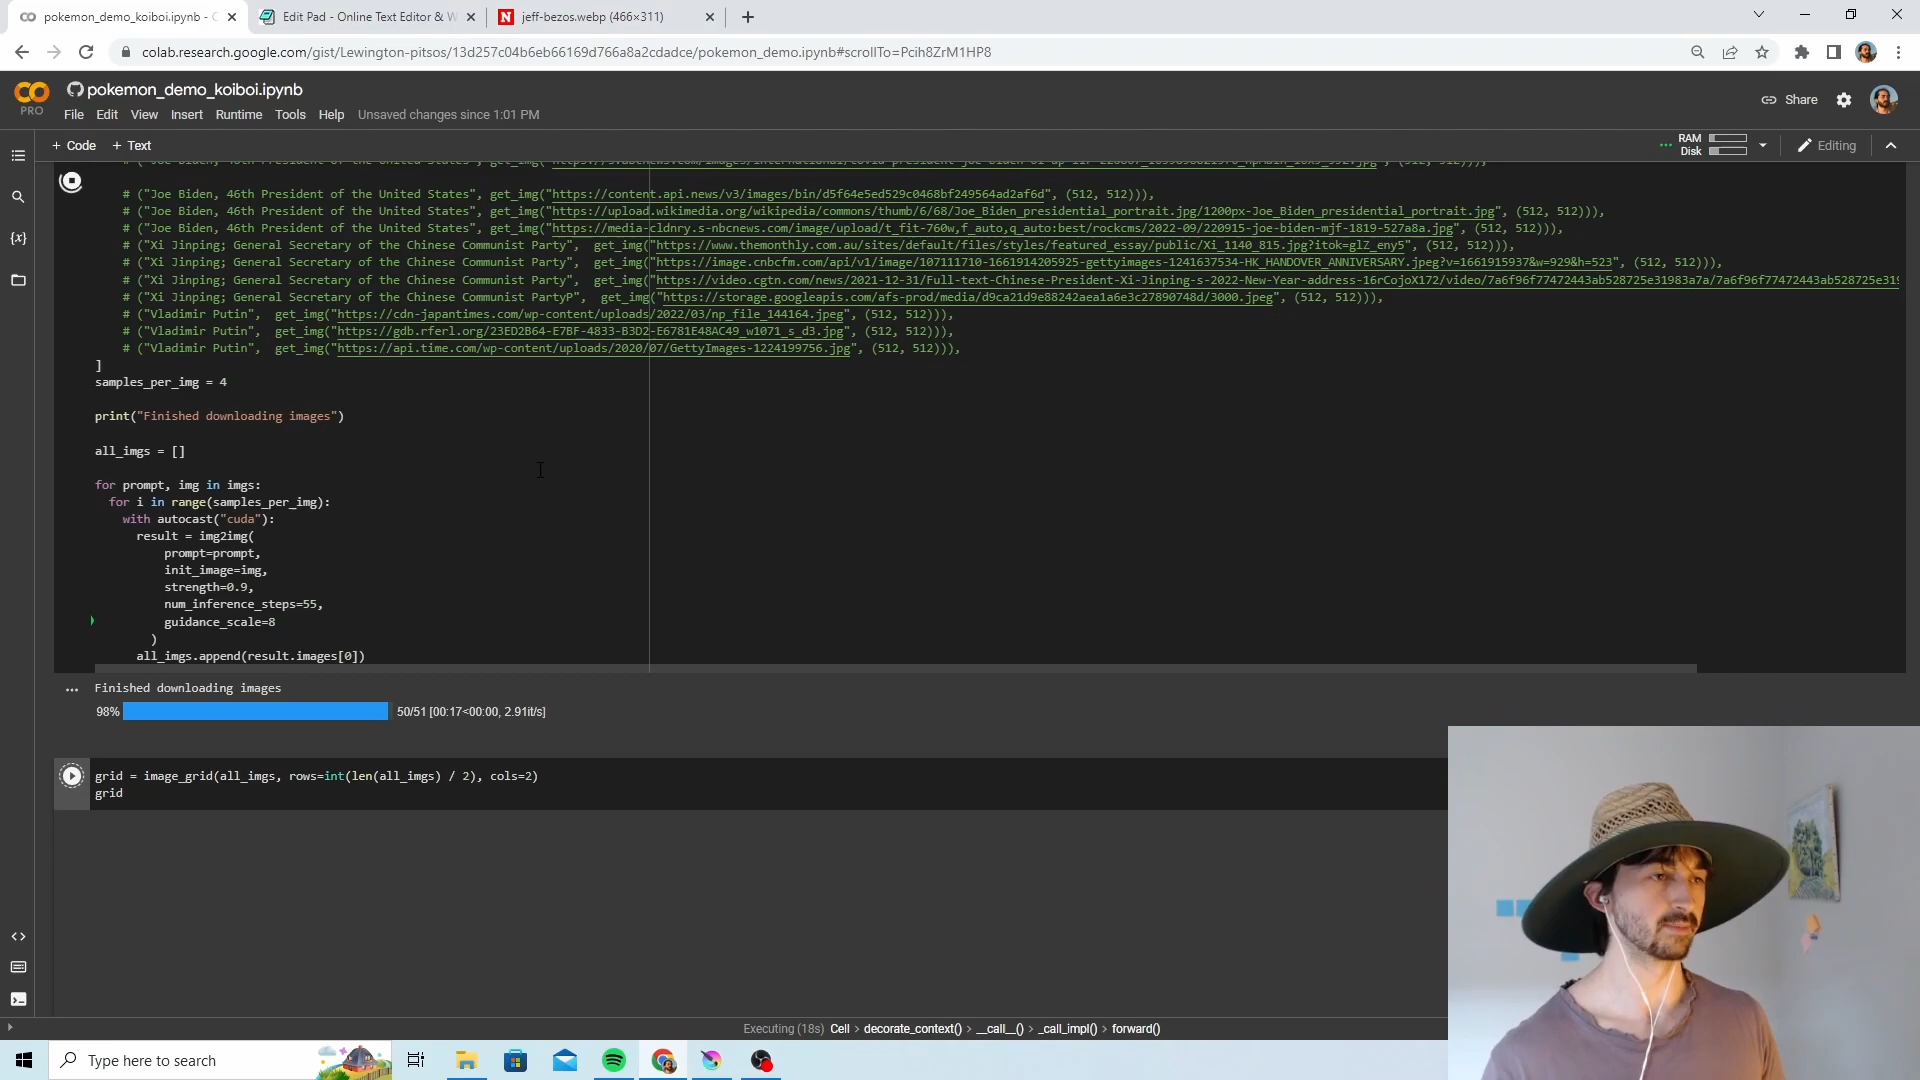 pokemon_demo_koiboi.ipynb - C
Edit Pad - Online Text Editor & W
jeff-bezos.webp (466×311)
colab.research.google.com/gist/Lewington-pitsos/13d257c04b6eb66169d766a8a2cdadce/pokemon_demo.ipynb#scrollTo=Pcih8ZrM1HP8
PRO
pokemon_demo_koiboi.ipynb
Share
File Edit View Insert Runtime Tools Help Unsaved changes since 1:01 PM
+ Code + Text
RAM
Disk
Editing
# ("Joe Biden, 46th President of the United States", get_img("https://content.api.news/v3/images/bin/d5f64e5ed529c0468bf249564ad2af6d", (512, 512))),
# ("Joe Biden, 46th President of the United States", get_img("https://upload.wikimedia.org/wikipedia/commons/thumb/6/68/Joe_Biden_presidential_portrait.jpg/1200px-Joe_Biden_presidential_portrait.jpg", (512, 512))),
# ("Joe Biden, 46th President of the United States", get_img("https://media-cldnry.s-nbcnews.com/image/upload/t_fit-760w,f_auto,q_auto:best/rockcms/2022-09/220915-joe-biden-mjf-1819-527a8a.jpg", (512, 512))),
# ("Xi Jinping; General Secretary of the Chinese Communist Party", get_img("https://www.themonthly.com.au/sites/default/files/styles/featured_essay/public/Xi_1140_815.jpg?itok=glZ_eny5", (512, 512))),
# ("Xi Jinping; General Secretary of the Chinese Communist Party", get_img("https://image.cnbcfm.com/api/v1/image/107111710-1661914205925-gettyimages-1241637534-HK_HANDOVER_ANNIVERSARY.jpeg?v=1661915937&w=929&h=523", (512, 512))),
# ("Xi Jinping; General Secretary of the Chinese Communist Party", get_img("https://video.cgtn.com/news/2021-12-31/Full-text-Chinese-President-Xi-Jinping-s-2022-New-Year-address-16rCojoX172/video/7a6f96f77472443ab528725e31983a7a/7a6f96f77472443ab528725e319
# ("Xi Jinping; General Secretary of the Chinese Communist PartyP", get_img("https://storage.googleapis.com/afs-prod/media/d9ca21d9e88242aea1a6e3c27890748d/3000.jpeg", (512, 512))),
# ("Vladimir Putin", get_img("https://cdn-japantimes.com/wp-content/uploads/2022/03/np_file_144164.jpeg", (512, 512))),
# ("Vladimir Putin", get_img("https://gdb.rferl.org/23ED2B64-E7BF-4833-B3D2-E6781E48AC49_w1071_s_d3.jpg", (512, 512))),
# ("Vladimir Putin", get_img("https://api.time.com/wp-content/uploads/2020/07/GettyImages-1224199756.jpg", (512, 512))),
]
samples_per_img = 4
print("Finished downloading images")
all_imgs = []
for prompt, img in imgs:
for i in range(samples_per_img):
with autocast("cuda"):
result = img2img(
prompt=prompt,
init_image=img,
strength=0.9,
num_inference_steps=55,
guidance_scale=8
)
all_imgs.append(result.images[0])
Finished downloading images
98% 50/51 [00:17<00:00, 2.91it/s]
grid = image_grid(all_imgs, rows=int(len(all_imgs) / 2), cols=2)
grid
Executing (18s) Cell > decorate_context() > __call__() > _call_impl() > forward()
Type here to search